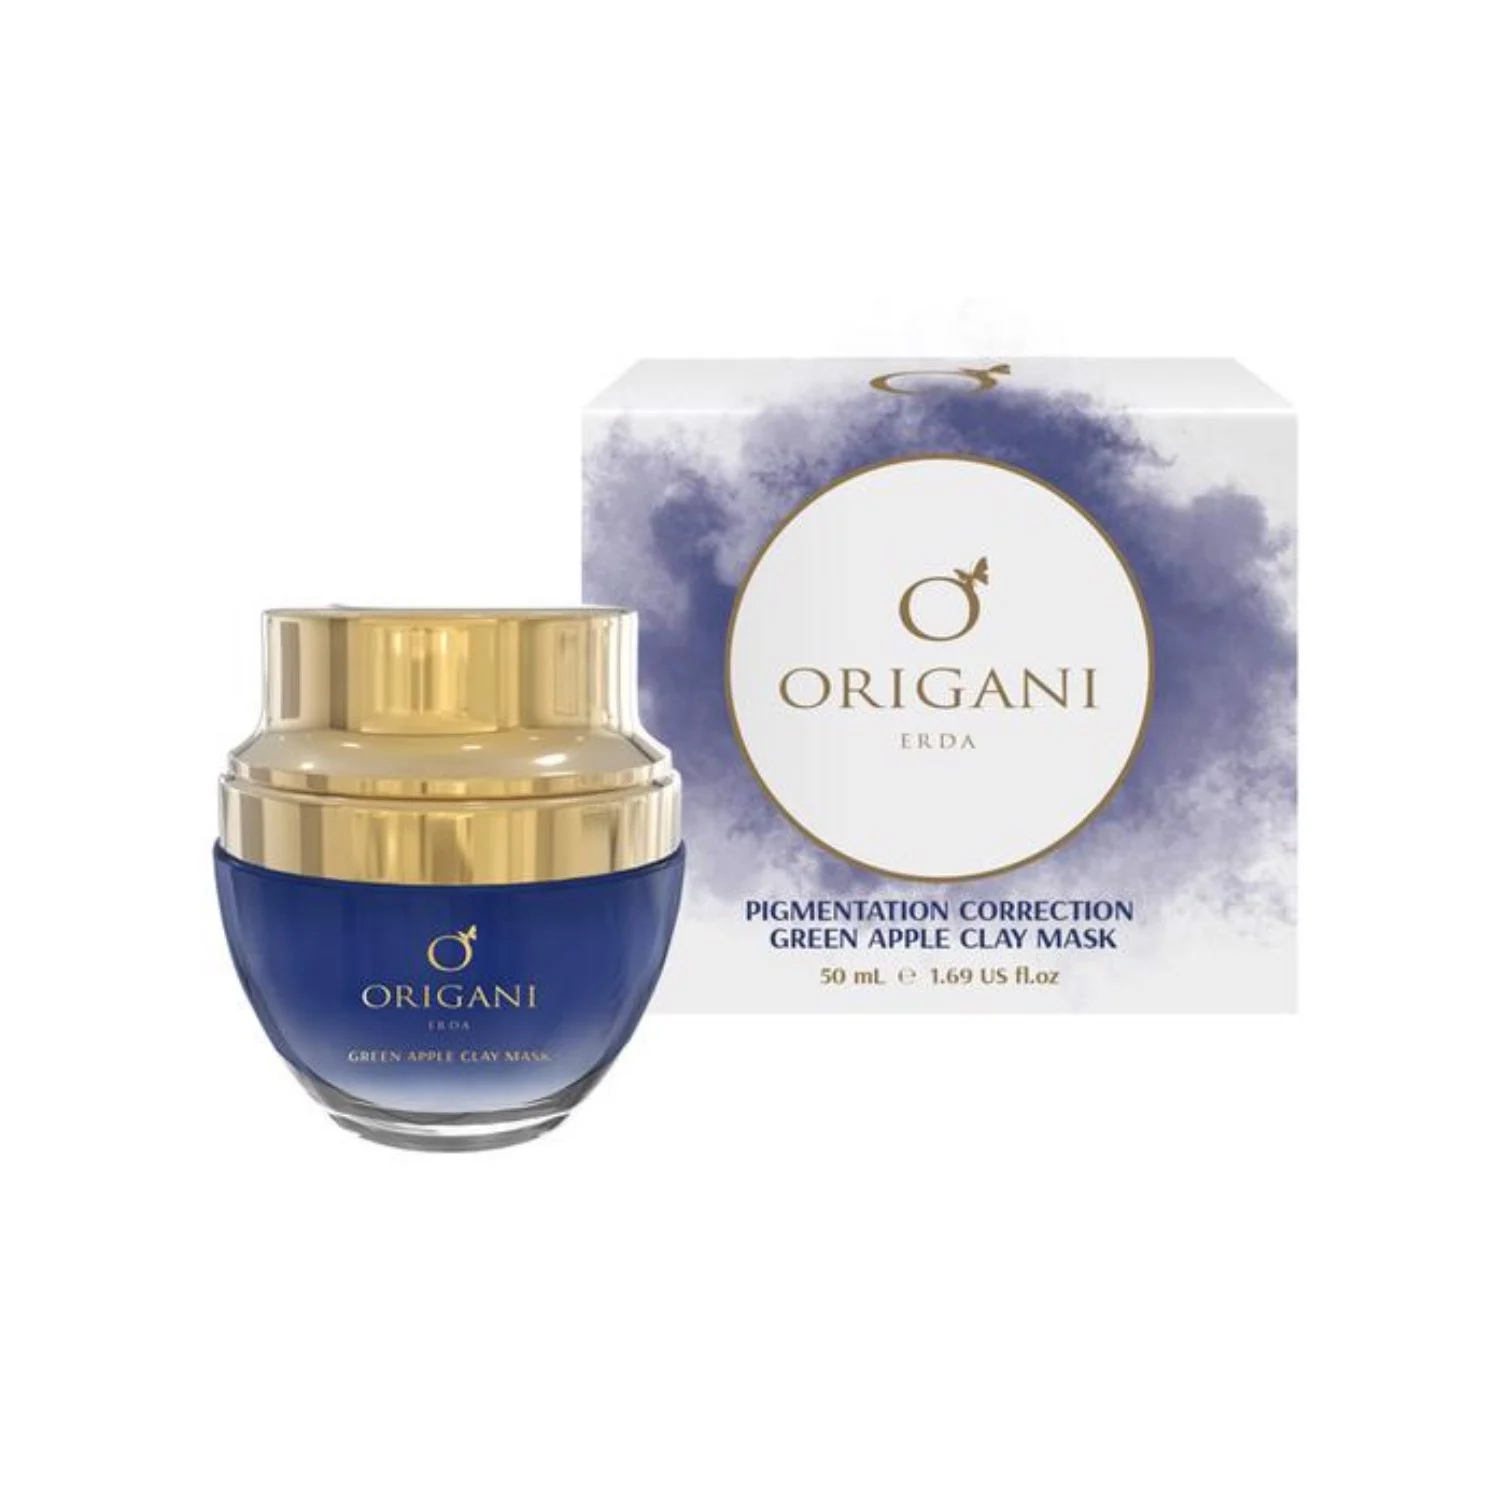 O
ORIGANI
ERDA
PIGMENTATION CORRECTION
GREEN APPLE CLAY MASK
50 mL ℮ 1.69 US fl.oz
O
ORIGANI
ERDA
GREEN APPLE CLAY MASK